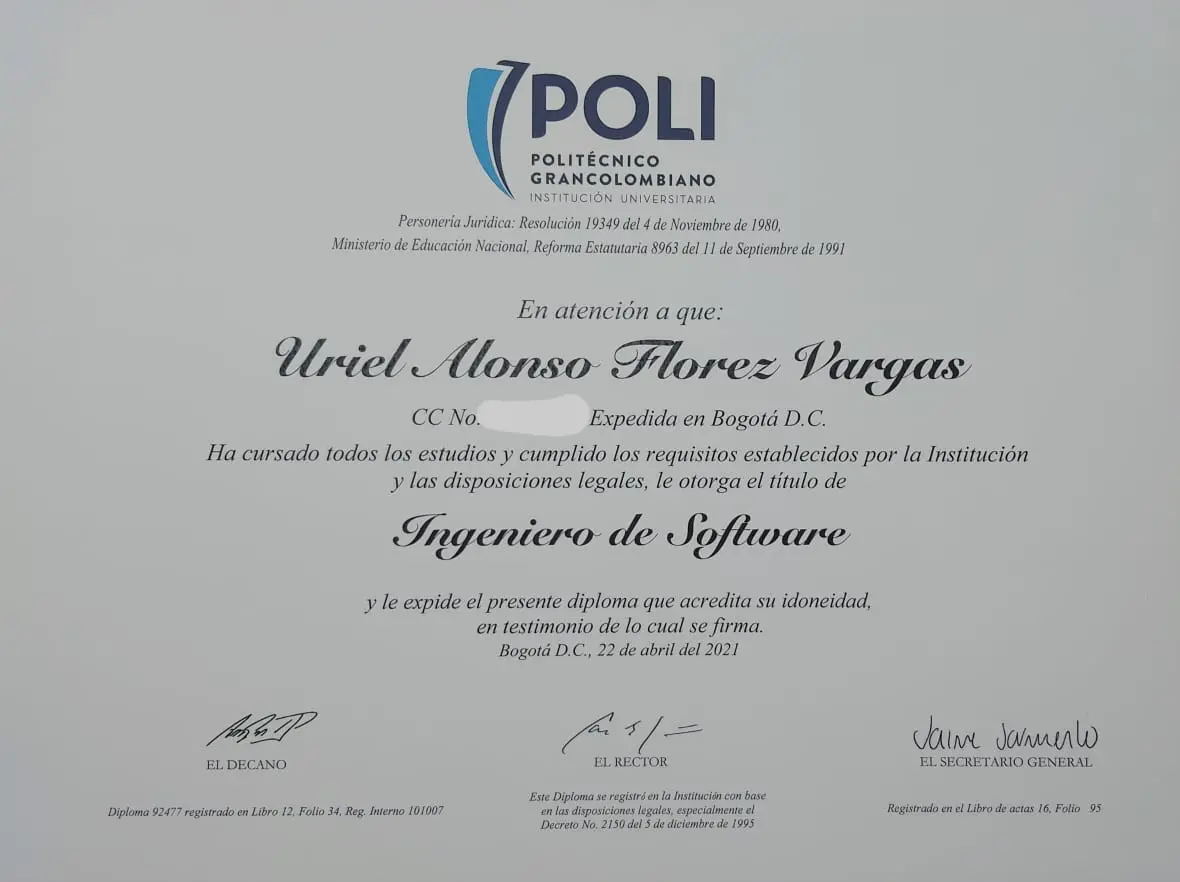 POLI
POLITÉCNICO
GRANCOLOMBIANO
INSTITUCIÓN UNIVERSITARIA
Personería Jurídica: Resolución 19349 del 4 de Noviembre de 1980,
Ministerio de Educación Nacional, Reforma Estatutaria 8963 del 11 de Septiembre de 1991
En atención a que:
Uriel Alonso Florez Vargas
CC No. Expedida en Bogotá D.C.
Ha cursado todos los estudios y cumplido los requisitos establecidos por la Institución
y las disposiciones legales, le otorga el título de
Ingeniero de Software
y le expide el presente diploma que acredita su idoneidad,
en testimonio de lo cual se firma.
Bogotá D.C., 22 de abril del 2021
EL DECANO
EL RECTOR
EL SECRETARIO GENERAL
Diploma 92477 registrado en Libro 12, Folio 34, Reg. Interno 101007
Este Diploma se registró en la Institución con base
en las disposiciones legales, especialmente el
Decreto No. 2150 del 5 de diciembre de 1995
Registrado en el Libro de actas 16, Folio 95